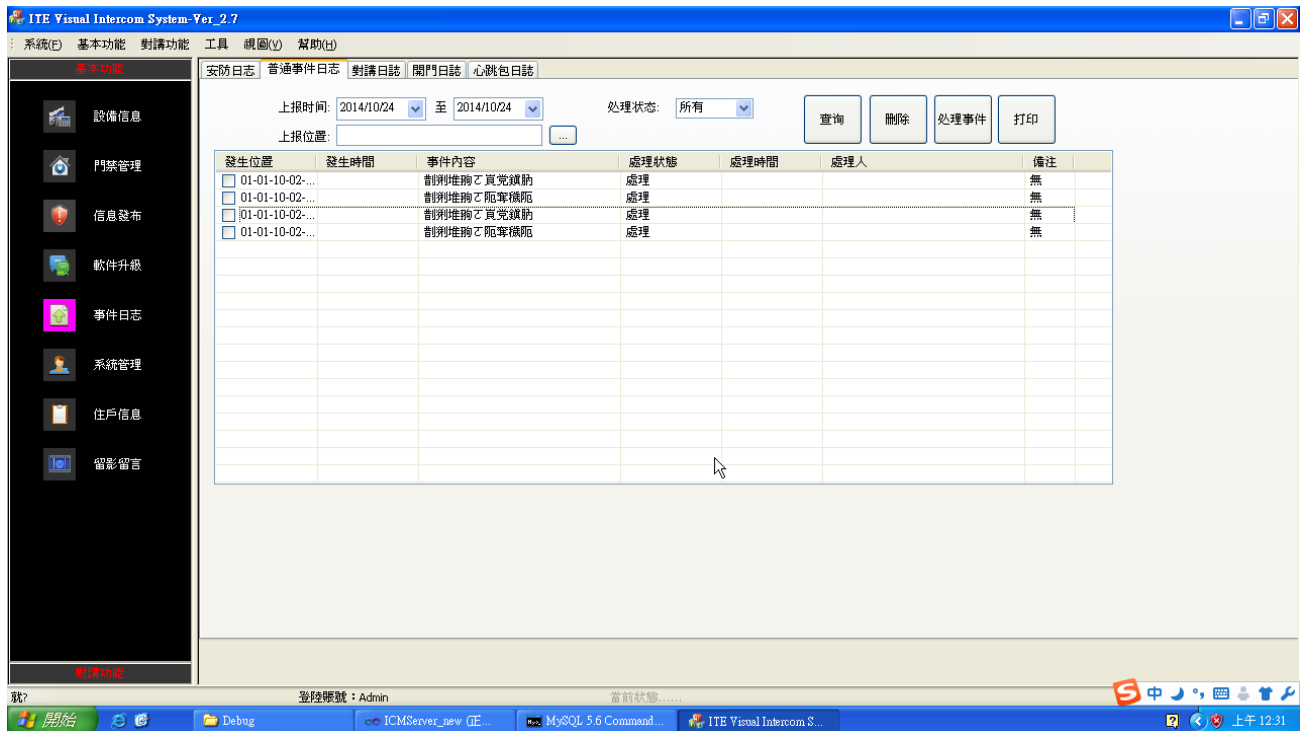 ITE Visual Intercom System-Ver_2.7
系統(E) 基本功能 對講功能 工具 視圖(V) 幫助(H)
基本功能
安防日志 普通事件日志 對講日誌 開門日誌 心跳包日誌
上报时间: 2014/10/24 至 2014/10/24 处理状态: 所有
上报位置: ...
查询 删除 处理事件 打印
設備信息
門禁管理
信息發布
軟件升級
事件日志
系統管理
住戶信息
留影留言
發生位置 發生時間 事件內容 處理狀態 處理時間 處理人 備注
01-01-10-02-... 處理 無
01-01-10-02-... 處理 無
01-01-10-02-... 處理 無
01-01-10-02-... 處理 無
對講功能
就? 登陸賬號：Admin 當前狀態......
中
開始 Debug ICMServer_new (正... MySQL 5.6 Command... ITE Visual Intercom S... 上午 12:31